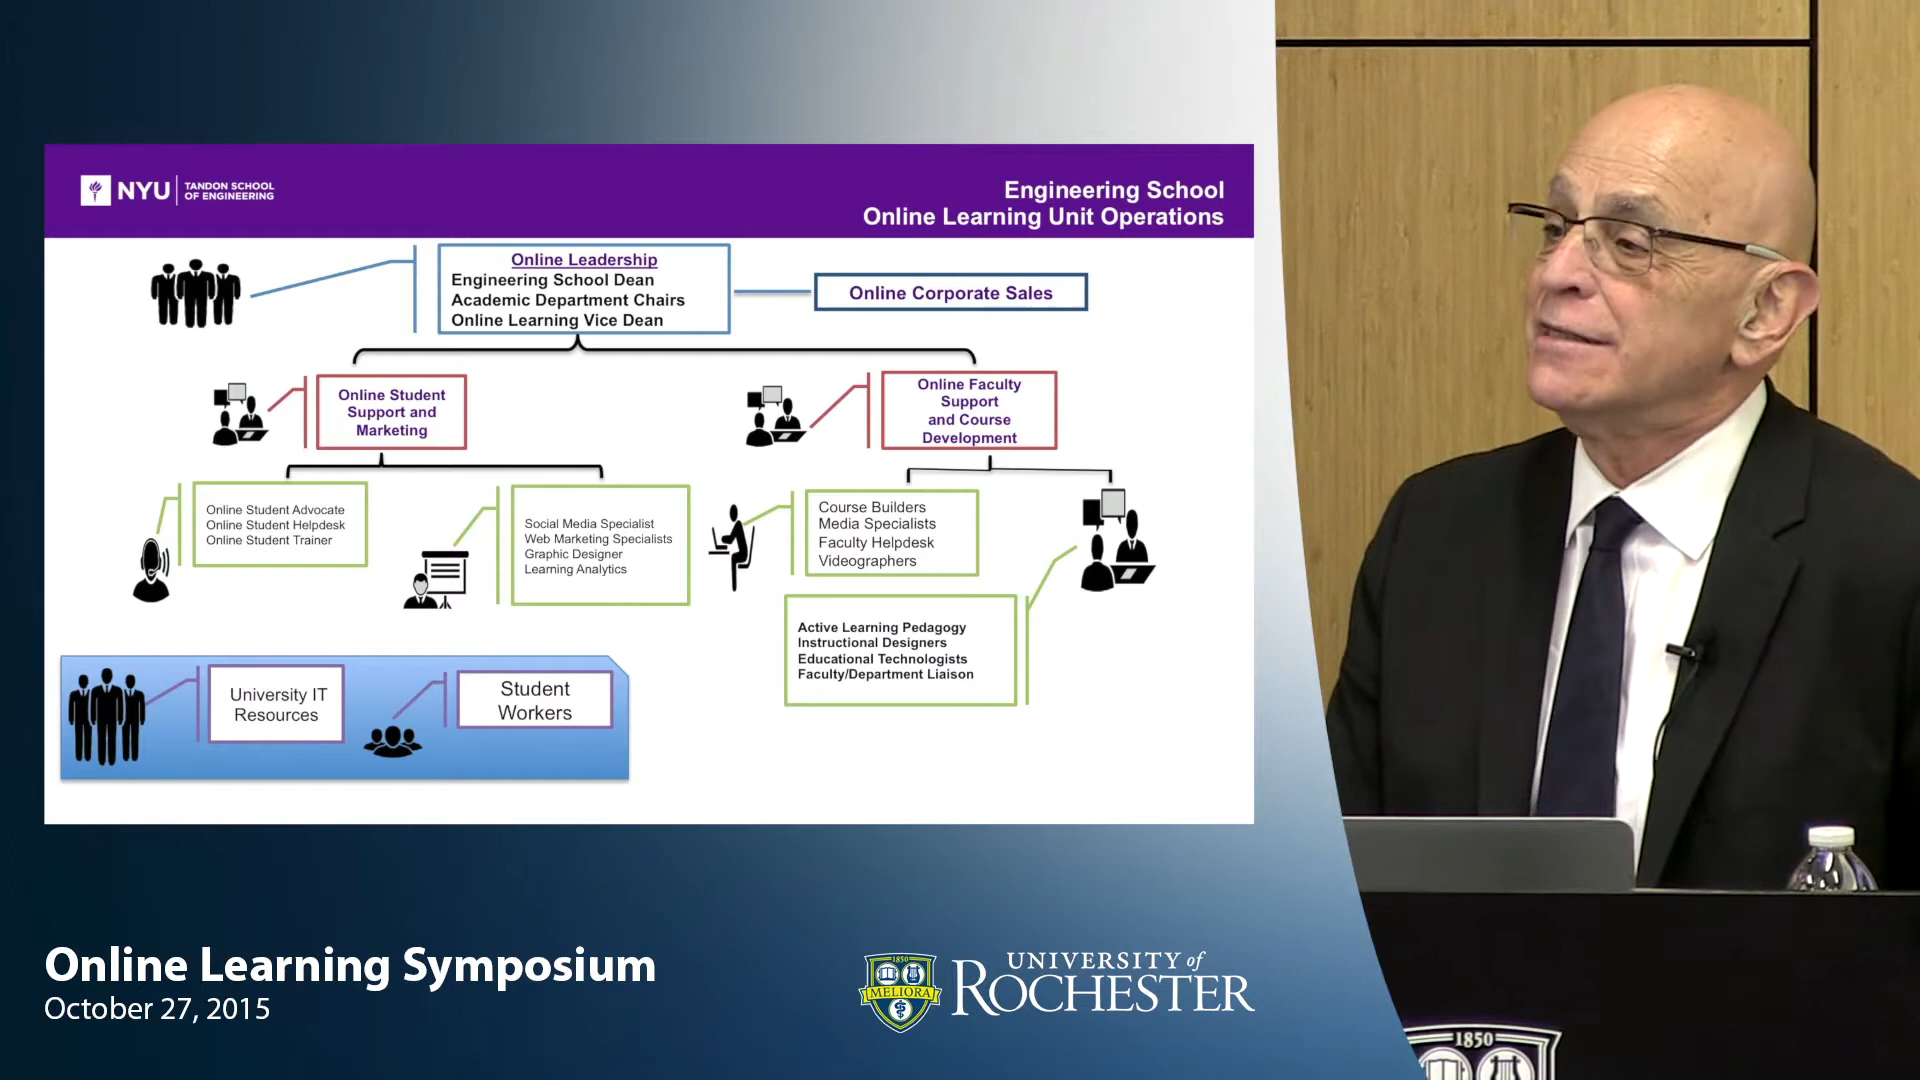 NYU
TANDON SCHOOL
OF ENGINEERING
Engineering School
Online Learning Unit Operations
Online Leadership
Engineering School Dean
Academic Department Chairs
Online Learning Vice Dean
Online Corporate Sales
Online Student
Support and
Marketing
Online Faculty
Support
and Course
Development
Online Student Advocate
Online Student Helpdesk
Online Student Trainer
Social Media Specialist
Web Marketing Specialists
Graphic Designer
Learning Analytics
Course Builders
Media Specialists
Faculty Helpdesk
Videographers
Active Learning Pedagogy
Instructional Designers
Educational Technologists
Faculty/Department Liaison
University IT
Resources
Student
Workers
Online Learning Symposium
October 27, 2015
1850
MELIORA
UNIVERSITY of
ROCHESTER
1850